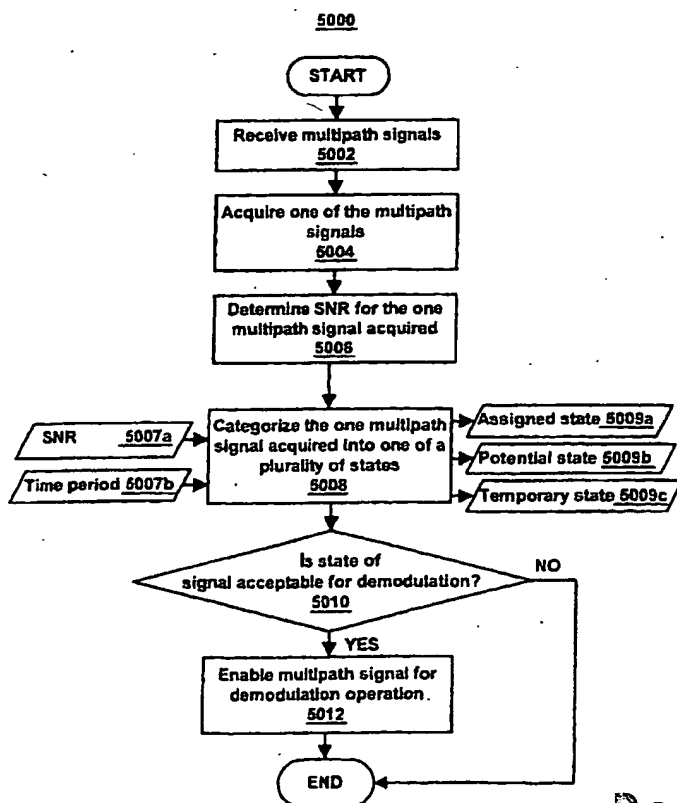 5000
START
Receive multipath signals
5002
Acquire one of the multipath
signals
5004
Determine SNR for the one
multipath signal acquired
5006
SNR 5007a
Time period 5007b
Categorize the one multipath
signal acquired into one of a
plurality of states
5008
Assigned state 5009a
Potential state 5009b
Temporary state 5009c
Is state of
signal acceptable for demodulation?
5010
NO
YES
Enable multipath signal for
demodulation operation
5012
END